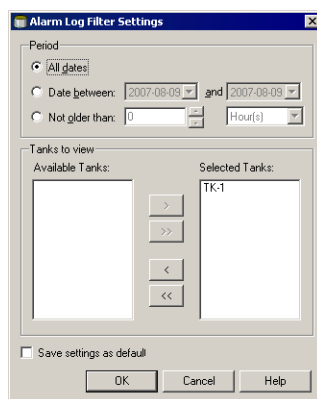 Alarm Log Filter Settings
Period
All dates
Date between: 2007-08-09 and 2007-08-09
Not older than: 0 Hour(s)
Tanks to view
Available Tanks: Selected Tanks:
TK-1
>
>>
<
<<
Save settings as default
OK Cancel Help